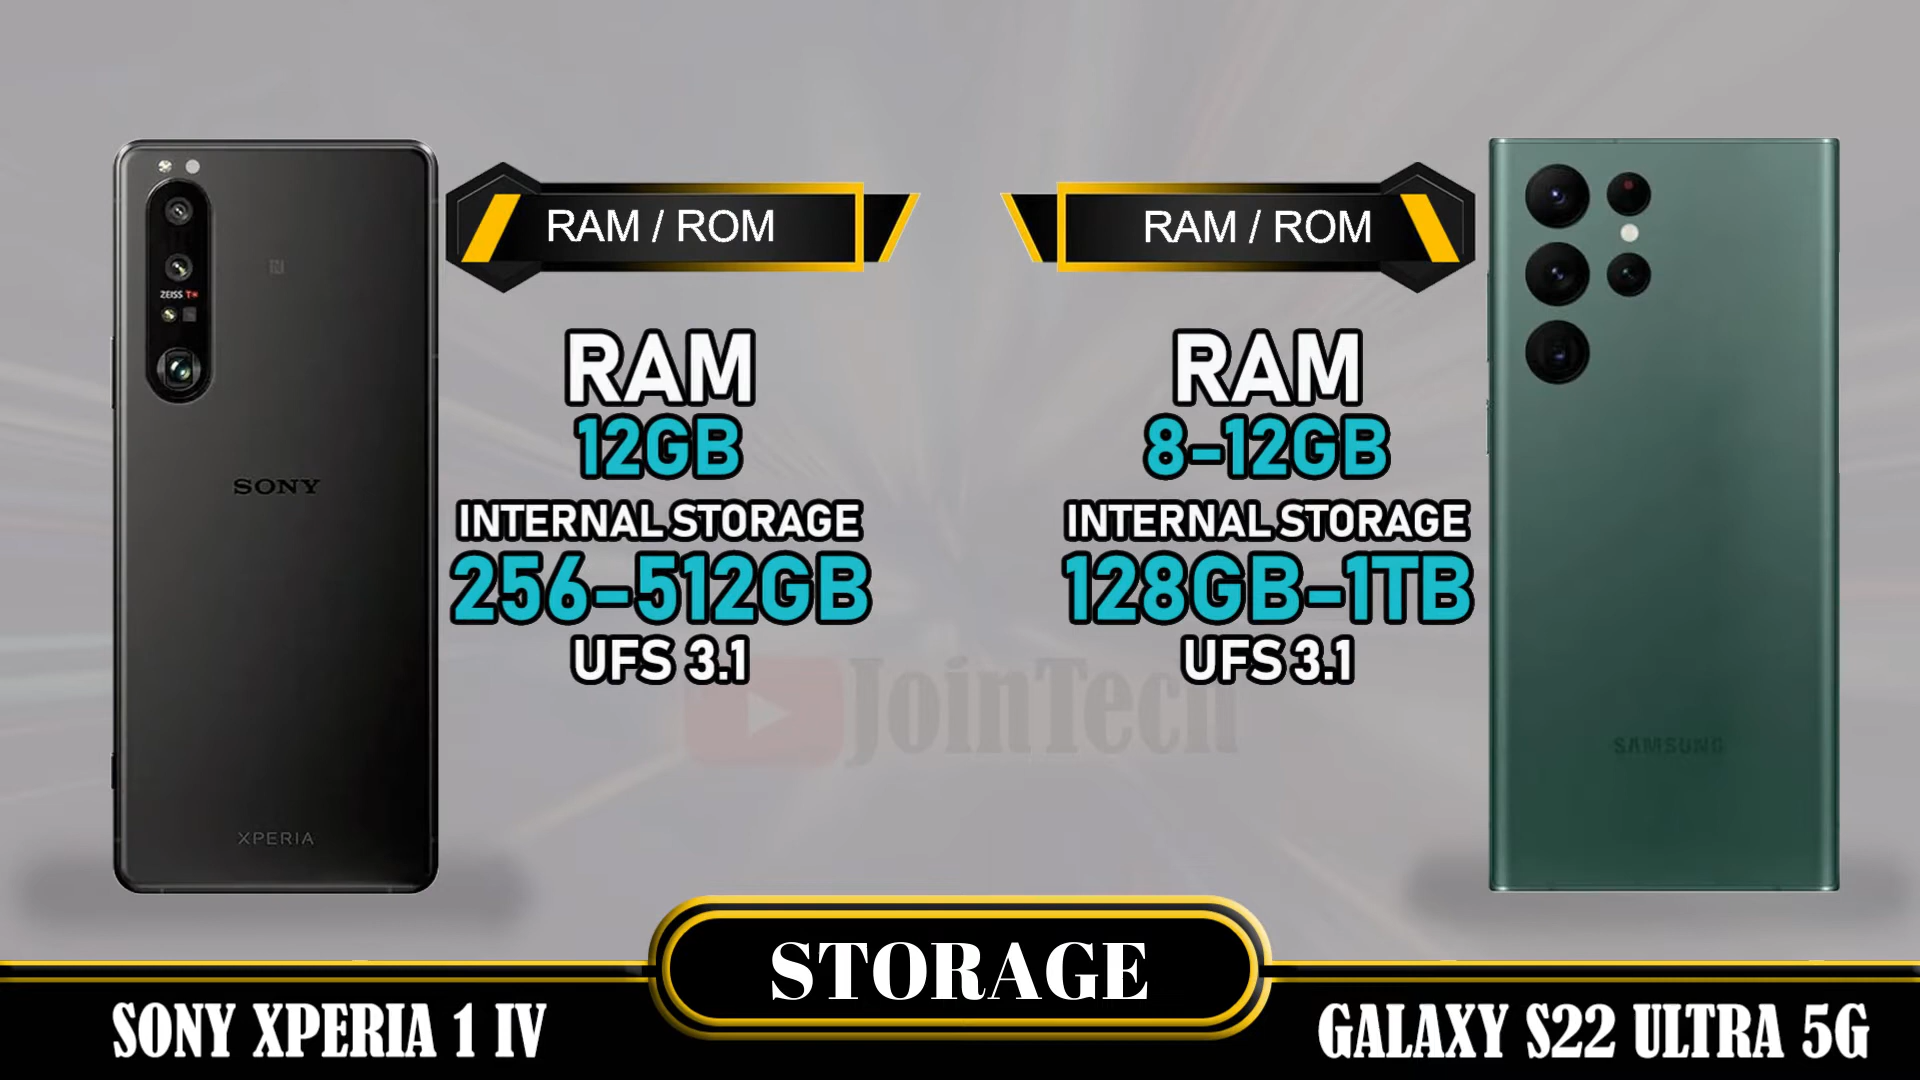 RAM / ROM
RAM
12GB
INTERNAL STORAGE
256-512GB
UFS 3.1
RAM / ROM
RAM
8-12GB
INTERNAL STORAGE
128GB-1TB
UFS 3.1
ZEISS T*
SONY
XPERIA
SAMSUNG
JoinTech
STORAGE
SONY XPERIA 1 IV
GALAXY S22 ULTRA 5G